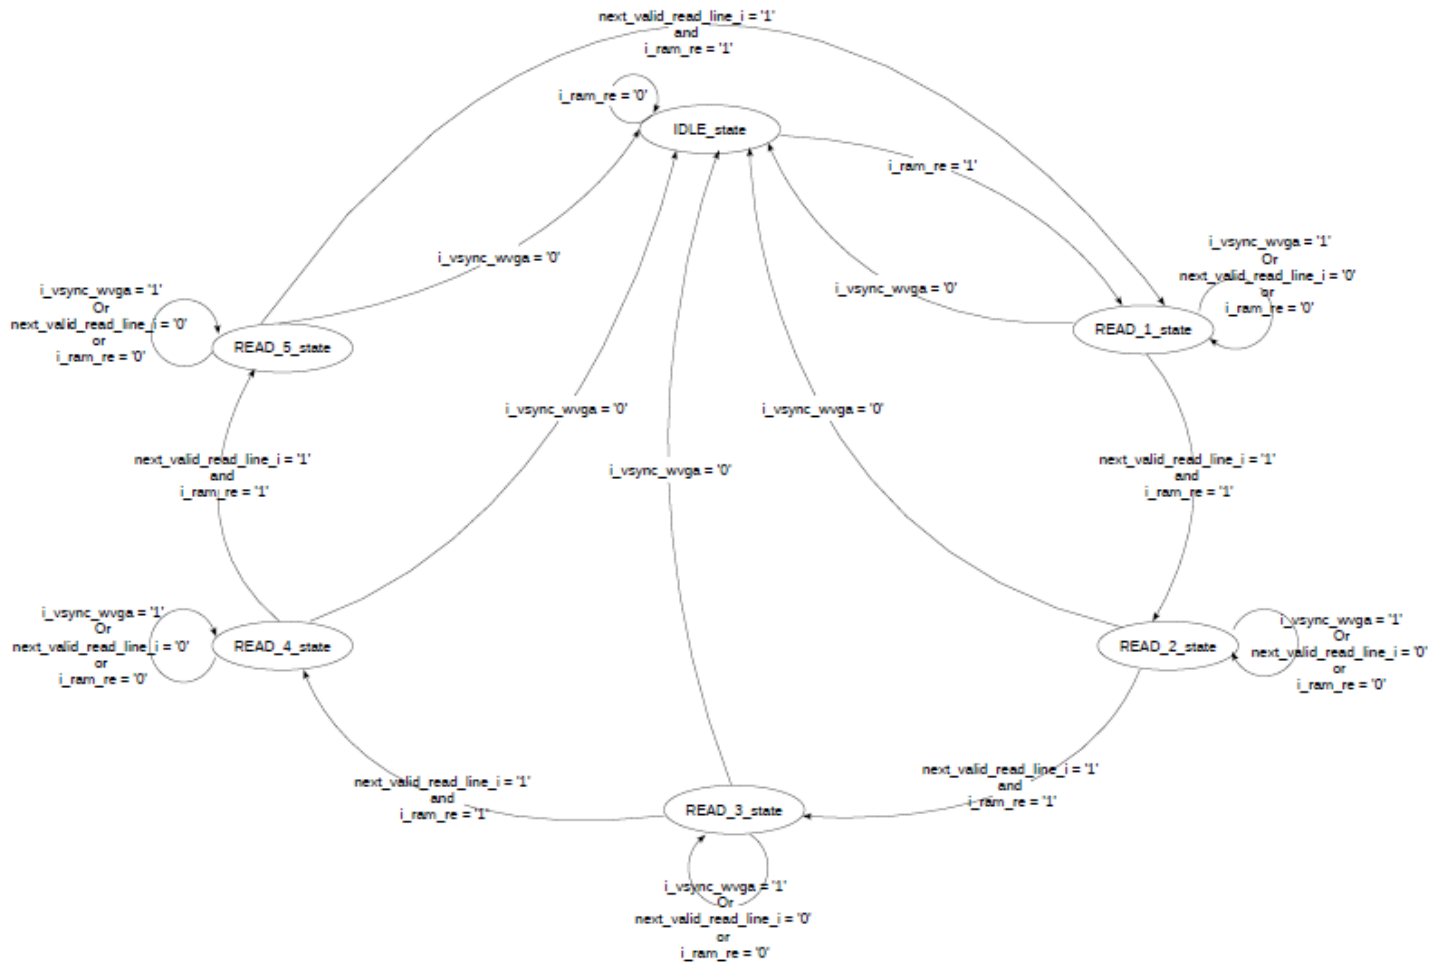 next_valid_read_line_i = '1'
and
i_ram_re = '1'
i_ram_re = '0'
IDLE_state
i_ram_re = '1'
i_vsync_wvga = '0'
i_vsync_wvga = '0'
i_vsync_wvga = '1'
Or
next_valid_read_line_i = '0'
or
i_ram_re = '0'
READ_1_state
i_vsync_wvga = '1'
Or
next_valid_read_line_i = '0'
or
i_ram_re = '0'
READ_5_state
i_vsync_wvga = '0'
i_vsync_wvga = '0'
i_vsync_wvga = '0'
next_valid_read_line_i = '1'
and
i_ram_re = '1'
next_valid_read_line_i = '1'
and
i_ram_re = '1'
i_vsync_wvga = '1'
Or
next_valid_read_line_i = '0'
or
i_ram_re = '0'
READ_4_state
READ_2_state
i_vsync_wvga = '1'
Or
next_valid_read_line_i = '0'
or
i_ram_re = '0'
next_valid_read_line_i = '1'
and
i_ram_re = '1'
READ_3_state
next_valid_read_line_i = '1'
and
i_ram_re = '1'
i_vsync_wvga = '1'
Or
next_valid_read_line_i = '0'
or
i_ram_re = '0'